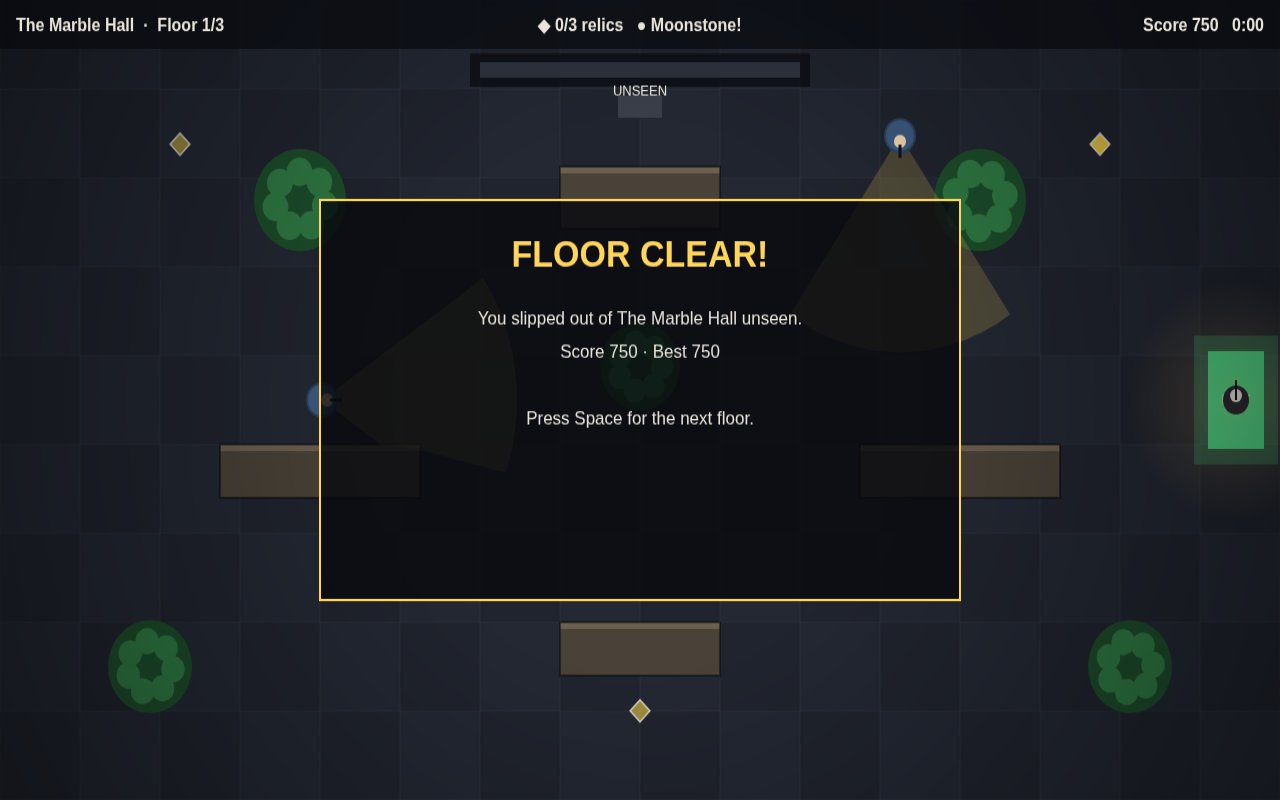 The Marble Hall · Floor 1/3
◆ 0/3 relics ● Moonstone!
Score 750 0:00
UNSEEN
FLOOR CLEAR!
You slipped out of The Marble Hall unseen.
Score 750 · Best 750
Press Space for the next floor.